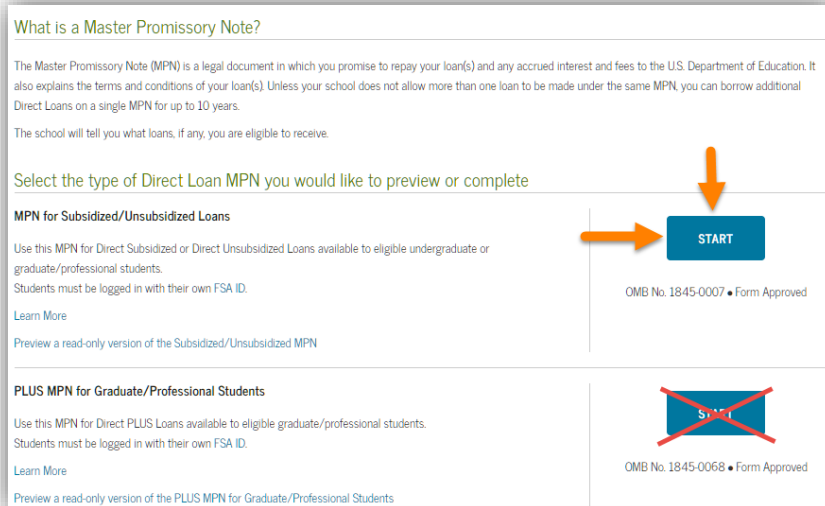 What is a Master Promissory Note?
The Master Promissory Note (MPN) is a legal document in which you promise to repay your loan(s) and any accrued interest and fees to the U.S. Department of Education. It
also explains the terms and conditions of your loan(s). Unless your school does not allow more than one loan to be made under the same MPN, you can borrow additional
Direct Loans on a single MPN for up to 10 years.
The school will tell you what loans, if any, you are eligible to receive.
Select the type of Direct Loan MPN you would like to preview or complete
MPN for Subsidized/Unsubsidized Loans
START
Use this MPN for Direct Subsidized or Direct Unsubsidized Loans available to eligible undergraduate or
graduate/professional students.
Students must be logged in with their own FSA ID.
OMB No. 1845-0007 • Form Approved
Learn More
Preview a read-only version of the Subsidized/Unsubsidized MPN
PLUS MPN for Graduate/Professional Students
START
Use this MPN for Direct PLUS Loans available to eligible graduate/professional students.
Students must be logged in with their own FSA ID.
OMB No. 1845-0068 • Form Approved
Learn More
Preview a read-only version of the PLUS MPN for Graduate/Professional Students